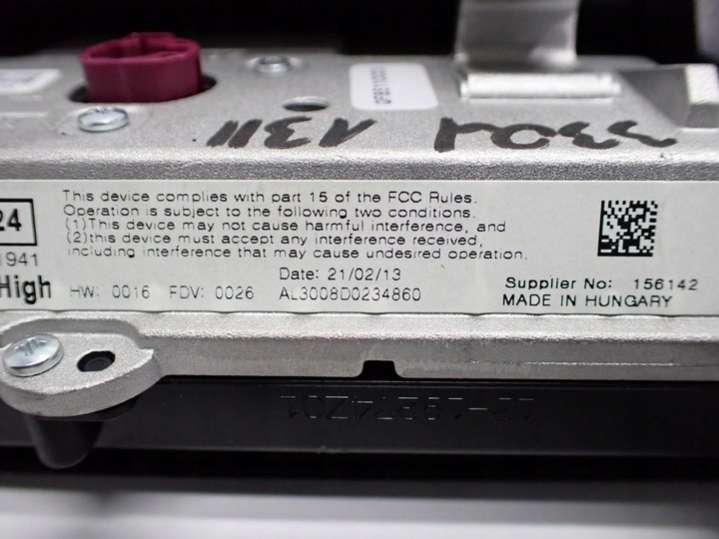 330d 1311
24
1941
High
This device complies with part 15 of the FCC Rules.
Operation is subject to the following two conditions.
(1)This device may not cause harmful interference, and
(2)this device must accept any interference received,
including interference that may cause undesired operation.
Date: 21/02/13
HW: 0016 FDV: 0026 AL3008D0234860
Supplier No: 156142
MADE IN HUNGARY